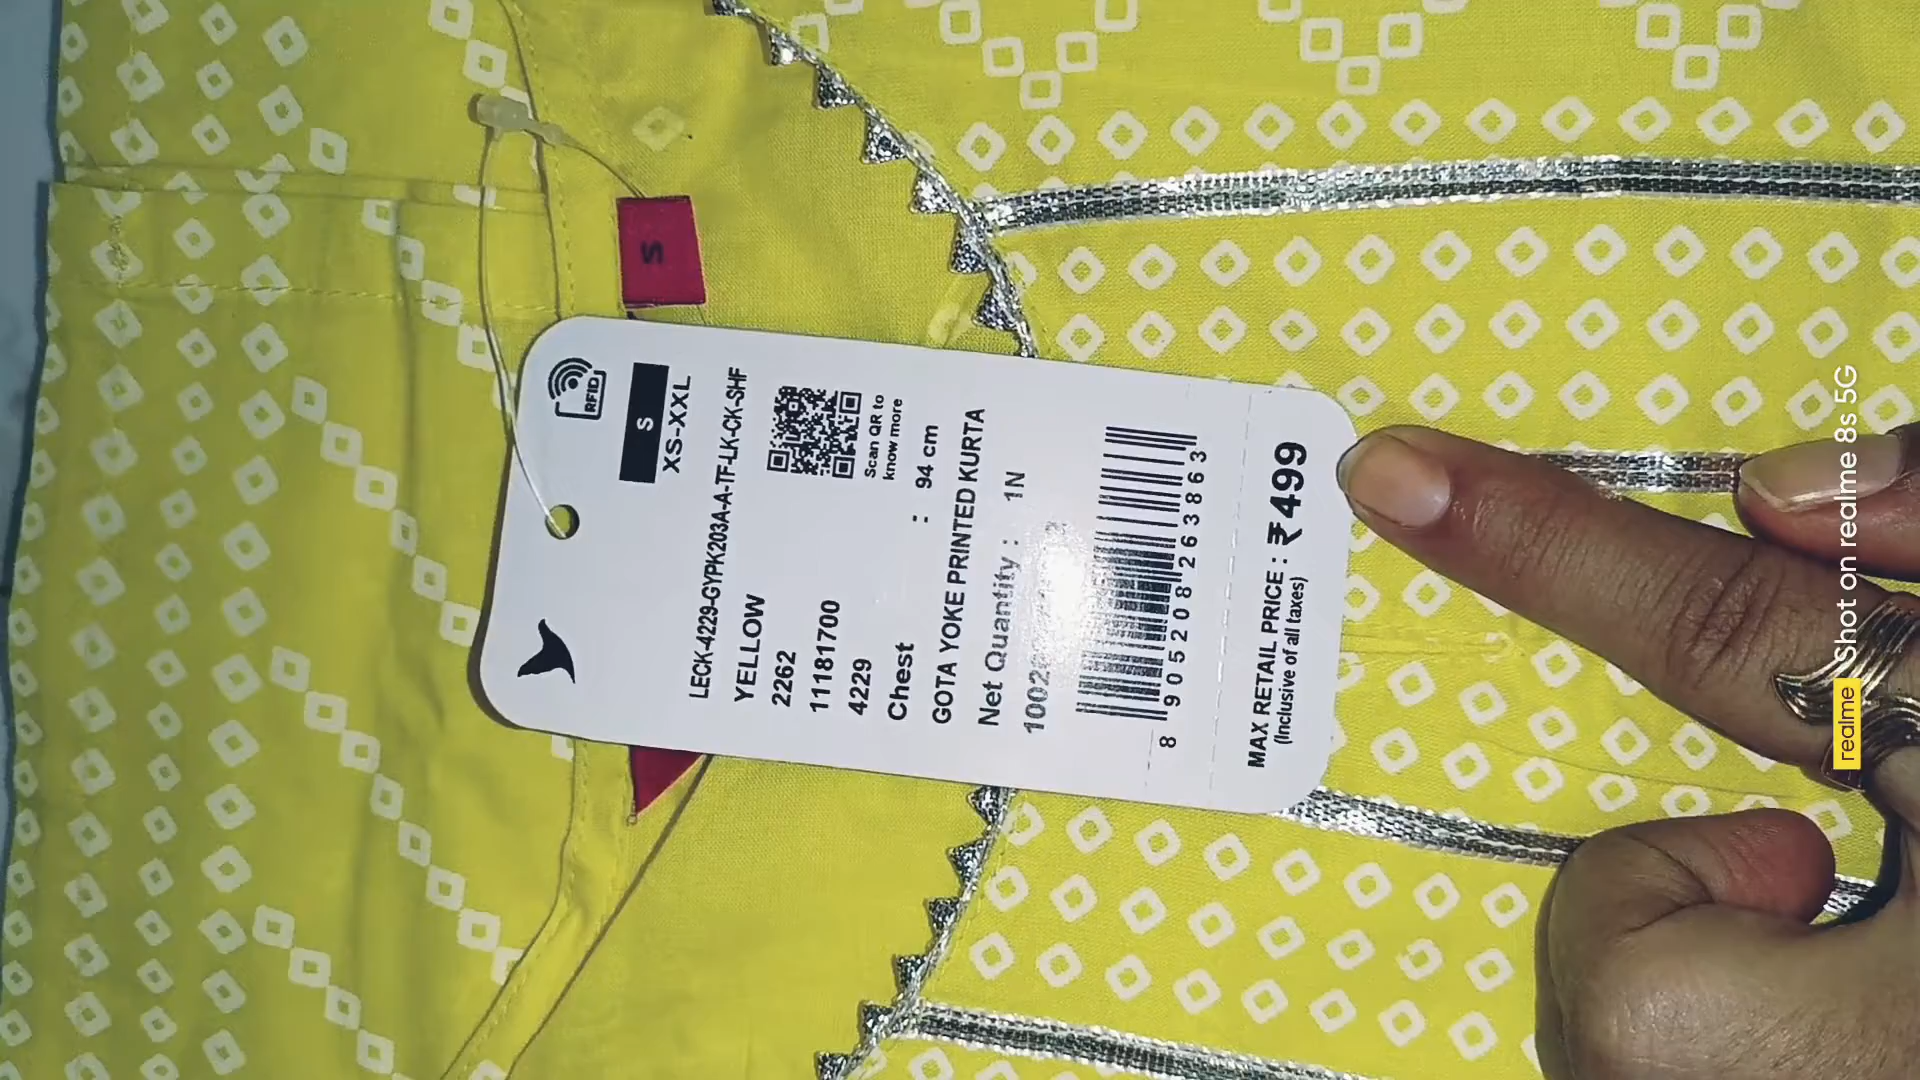 RFID
S
XS-XXL
LECK-4229-GYPK203A-A-TF-LK-CK-SHF
YELLOW
2262
111811700
4229
Scan QR to
know more
Chest : 94 cm
GOTA YOKE PRINTED KURTA
Net Quantity : 1N
8 905208 263863
MAX RETAIL PRICE : ₹499
(Inclusive of all taxes)
S
realme Shot on realme 8s 5G